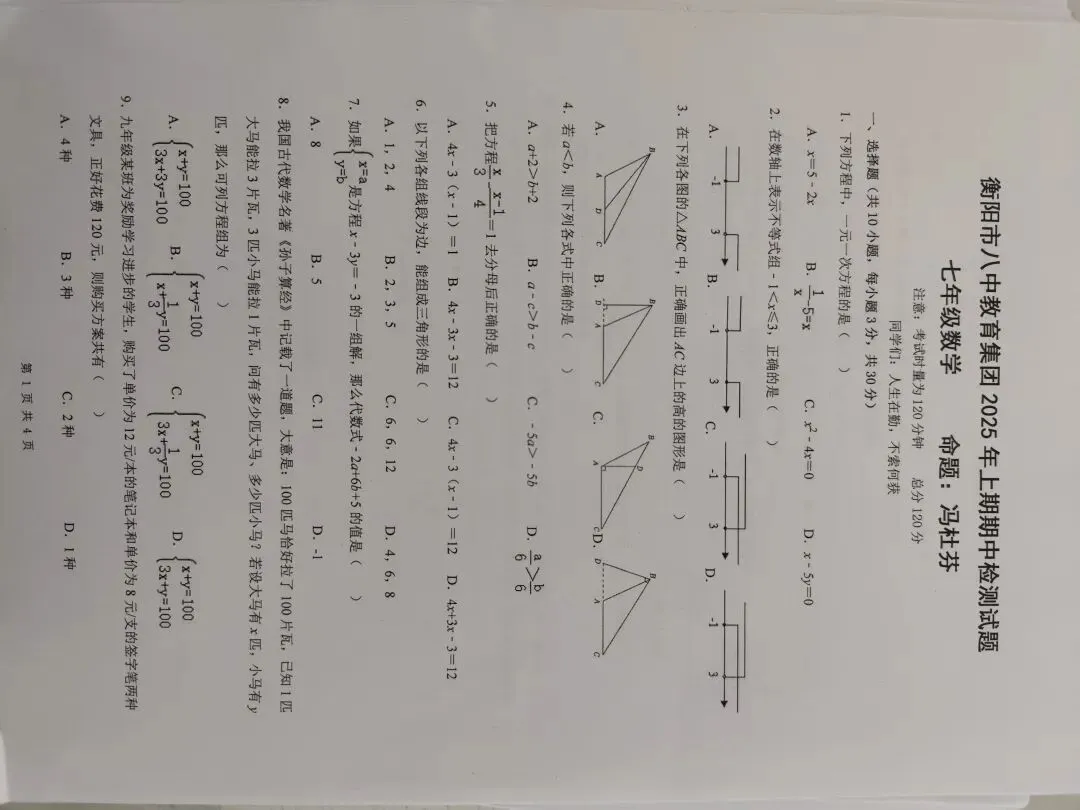 衡阳市八中教育集团 2025 年上期期中检测试题
七年级数学 命题：冯杜芬
注意：考试时量为 120 分钟 总分 120 分
同学们：人生在勤，不索何获
一、选择题（共 10 小题，每小题 3 分，共 30 分）
1. 下列方程中，一元一次方程的是（ ）
A. x=5－2x B. 1/x－5=x C. x²－4x=0 D. x－5y=0
2. 在数轴上表示不等式组－1<x≤3，正确的是（ ）
A. -1 3 B. -1 3 C. -1 3 D. -1 3
3. 在下列各图的△ABC 中，正确画出 AC 边上的高的图形是（ ）
A. B A D C B. B D A C C. B D A C D. B D A C
4. 若 a<b，则下列各式中正确的是（ ）
A. a+2>b+2 B. a－c>b－c C. －5a>－5b D. a/6>b/6
5. 把方程 x/3－(x－1)/4=1 去分母后正确的是（ ）
A. 4x－3（x－1）=1 B. 4x－3x－3=12 C. 4x－3（x－1）=12 D. 4x+3x－3=12
6. 以下列各组线段为边，能组成三角形的是（ ）
A. 1，2，4 B. 2，3，5 C. 6，6，12 D. 4，6，8
7. 如果{x=a y=b 是方程 x－3y=－3 的一组解，那么代数式－2a+6b+5 的值是（ ）
A. 8 B. 5 C. 11 D. -1
8. 我国古代数学名著《孙子算经》中记载了一道题，大意是：100 匹马恰好拉了 100 片瓦，已知 1 匹
大马能拉 3 片瓦，3 匹小马能拉 1 片瓦，问有多少匹大马、多少匹小马？若设大马有 x 匹，小马有 y
匹，那么可列方程组为（ ）
A. {x+y=100 3x+3y=100 B. {x+y=100 x+1/3y=100 C. {x+y=100 3x+1/3y=100 D. {x+y=100 3x+y=100
9. 九年级某班为奖励学习进步的学生，购买了单价为 12 元/本的笔记本和单价为 8 元/支的签字笔两种
文具，正好花费 120 元，则购买方案共有（ ）
A. 4 种 B. 3 种 C. 2 种 D. 1 种
第 1 页 共 4 页